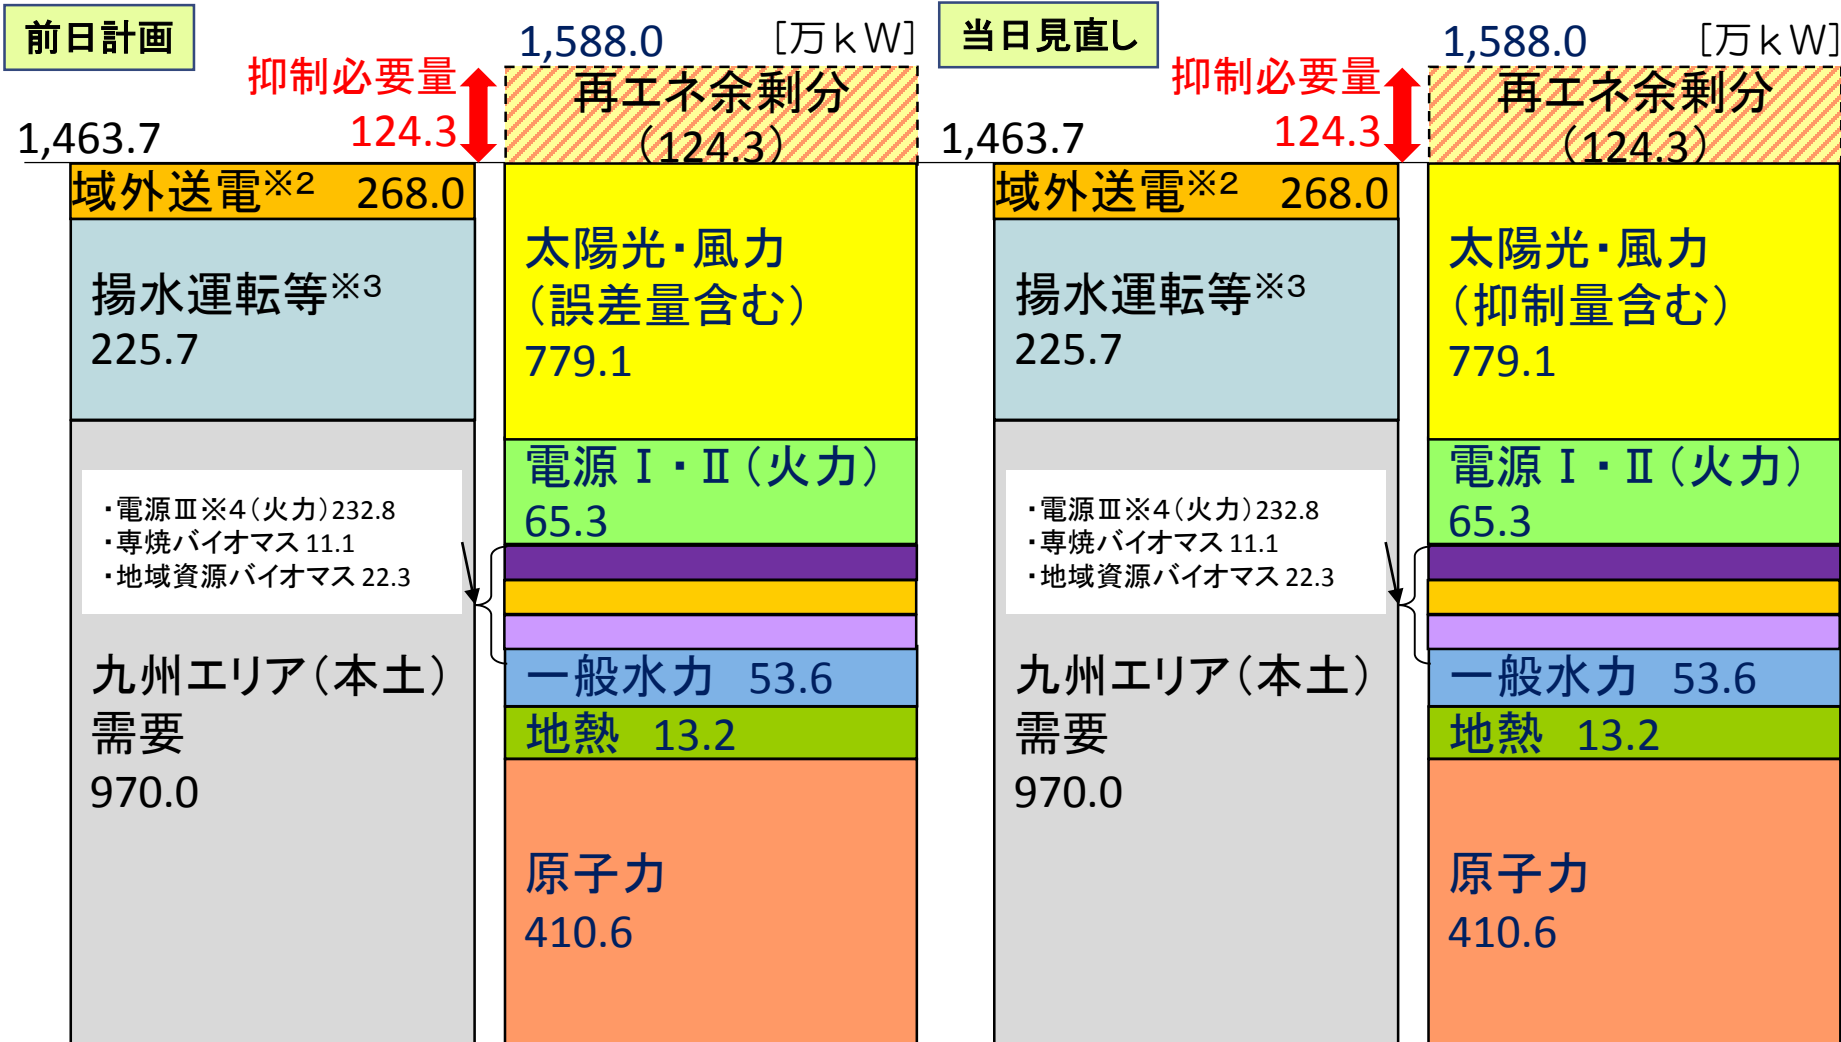 前日計画
1,588.0
[万kW]
抑制必要量
124.3
再エネ余剰分
(124.3)
1,463.7
域外送電※2 268.0
揚水運転等※3
225.7
・電源Ⅲ※4(火力)232.8
・専焼バイオマス 11.1
・地域資源バイオマス 22.3
九州エリア(本土)
需要
970.0
太陽光・風力
(誤差量含む)
779.1
電源Ⅰ・Ⅱ(火力)
65.3
一般水力 53.6
地熱 13.2
原子力
410.6
当日見直し
1,588.0
[万kW]
抑制必要量
124.3
再エネ余剰分
(124.3)
1,463.7
域外送電※2 268.0
揚水運転等※3
225.7
・電源Ⅲ※4(火力)232.8
・専焼バイオマス 11.1
・地域資源バイオマス 22.3
九州エリア(本土)
需要
970.0
太陽光・風力
(抑制量含む)
779.1
電源Ⅰ・Ⅱ(火力)
65.3
一般水力 53.6
地熱 13.2
原子力
410.6